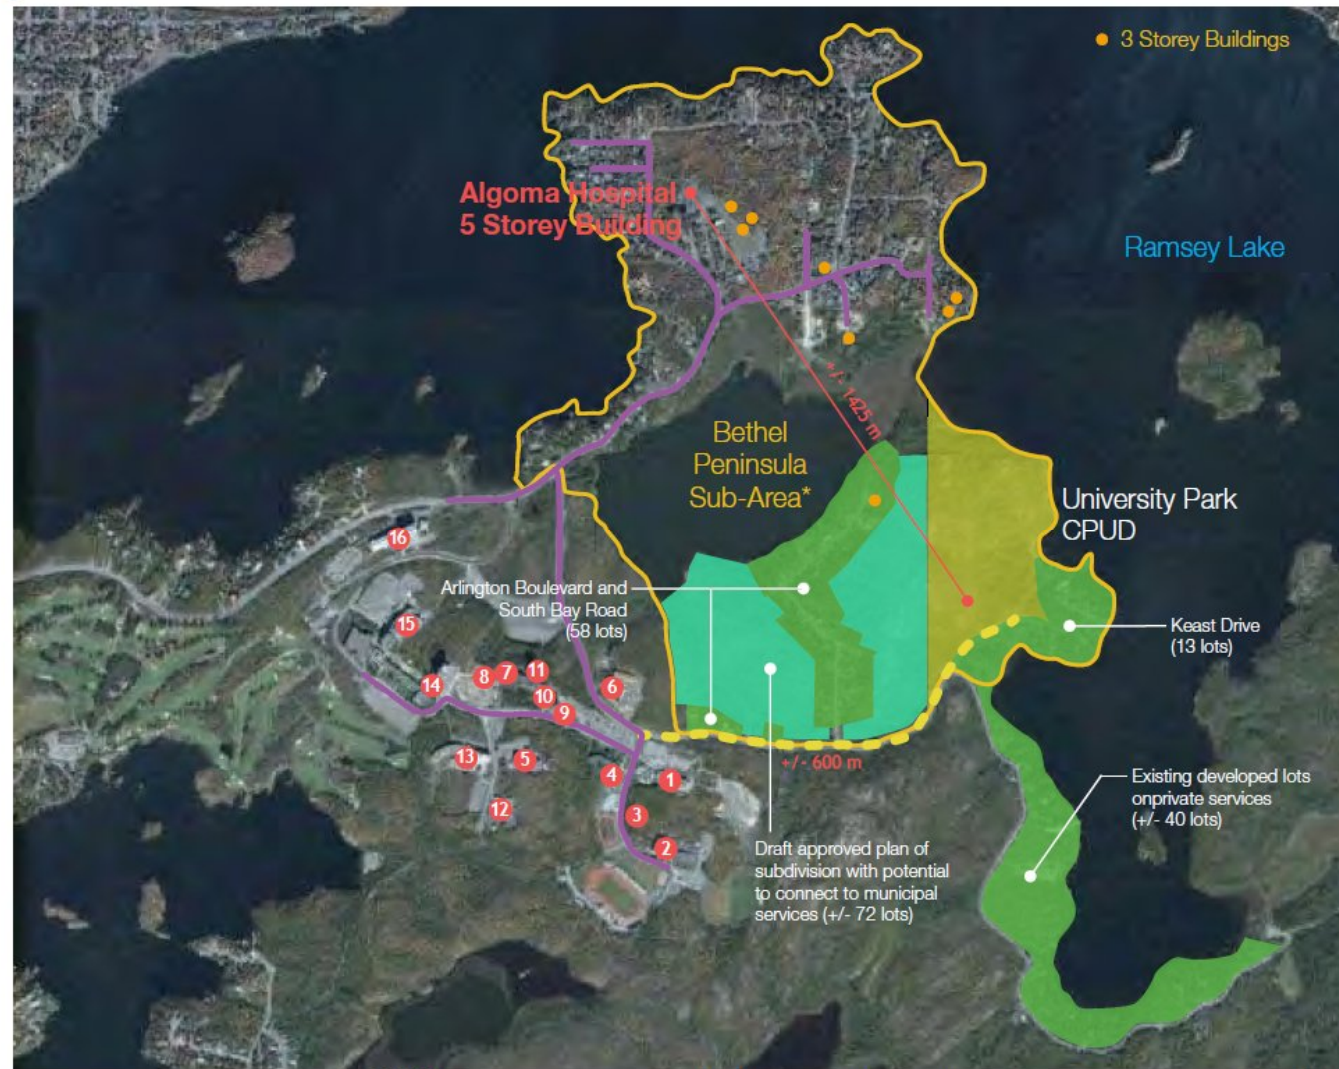 3 Storey Buildings
Algoma Hospital
5 Storey Building
Ramsey Lake
+/- 1425 m
Bethel
Peninsula
Sub-Area*
University Park
CPUD
16
Arlington Boulevard and
South Bay Road
(58 lots)
15
Keast Drive
(13 lots)
14
8
7
11
6
10
9
13
5
4
1
+/- 600 m
12
3
2
Existing developed lots
onprivate services
(+/- 40 lots)
Draft approved plan of
subdivision with potential
to connect to municipal
services (+/- 72 lots)